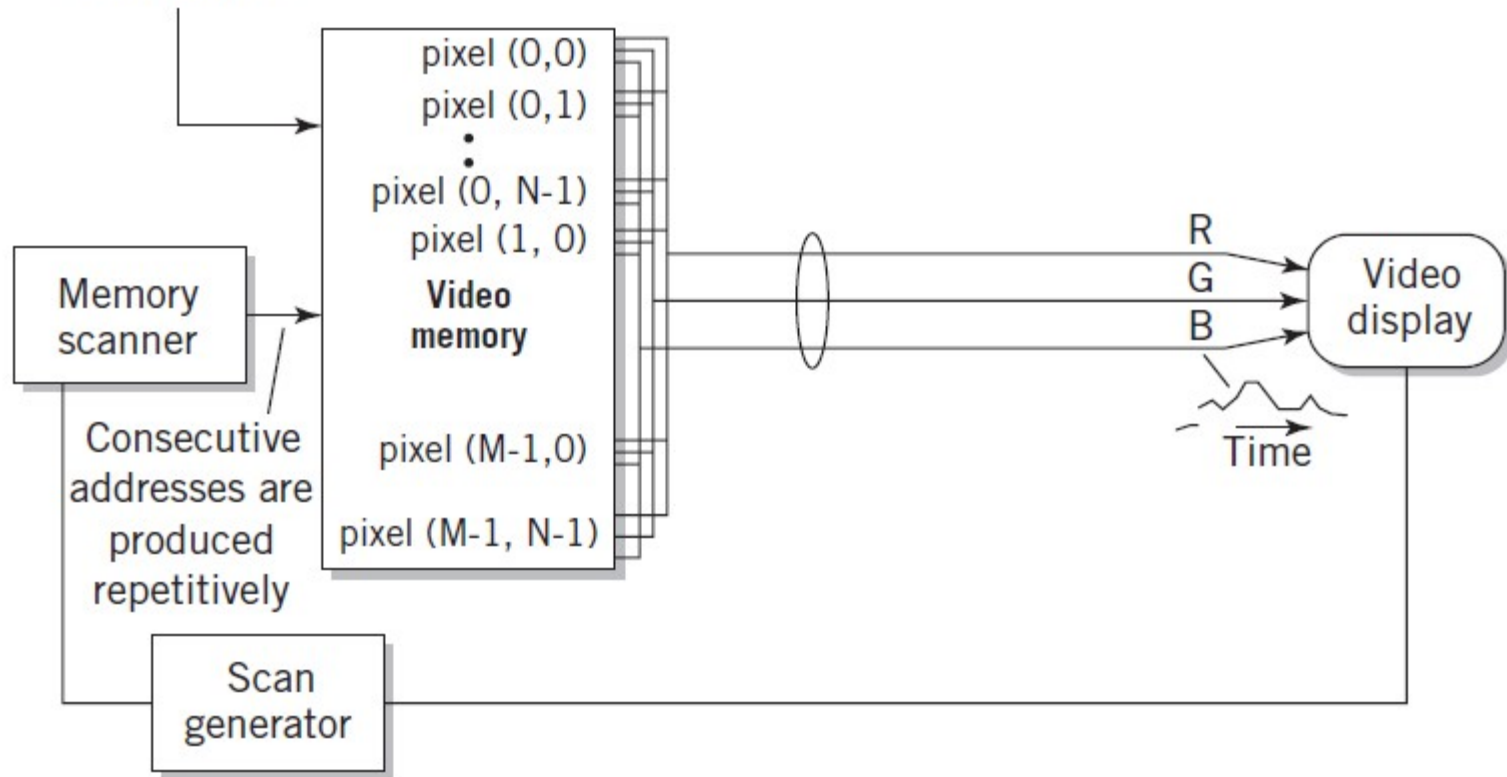 pixel (0,0)
pixel (0,1)
pixel (0, N-1)
pixel (1, 0)
Video
memory
pixel (M-1,0)
pixel (M-1, N-1)
Memory
scanner
Consecutive
addresses are
produced
repetitively
Scan
generator
R
G
B
Time
Video
display